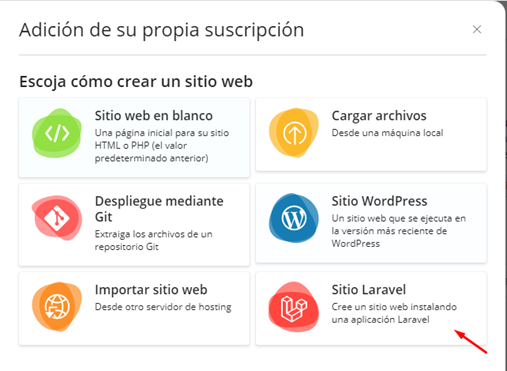 Adición de su propia suscripción
Escoja cómo crear un sitio web
Sitio web en blanco
Una página inicial para su sitio
HTML o PHP (el valor
predeterminado anterior)
Cargar archivos
Desde una máquina local
Despliegue mediante
Git
Extraiga los archivos de un
repositorio Git
Sitio WordPress
Un sitio web que se ejecuta en
la versión más reciente de
WordPress
Importar sitio web
Desde otro servidor de hosting
Sitio Laravel
Cree un sitio web instalando
una aplicación Laravel